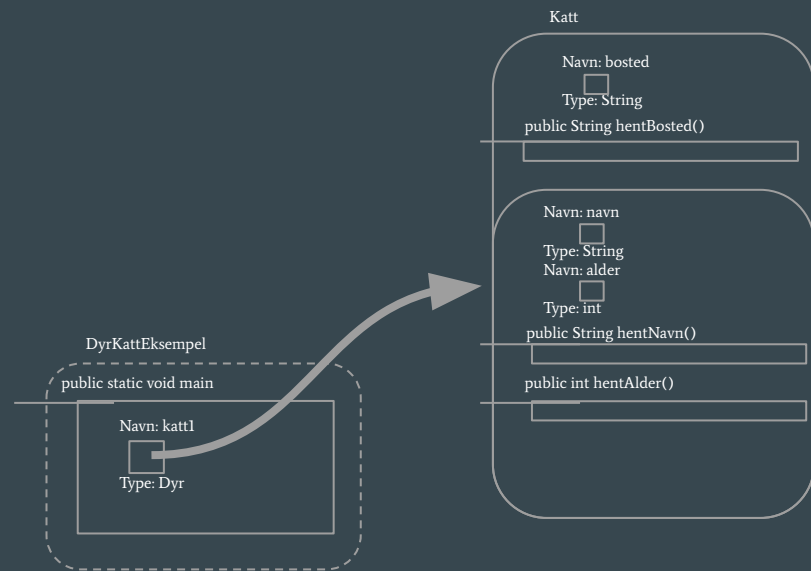 Katt
Navn: bosted
Type: String
public String hentBosted()
Navn: navn
Type: String
Navn: alder
Type: int
public String hentNavn()
public int hentAlder()
DyrKattEksempel
public static void main
Navn: katt1
Type: Dyr